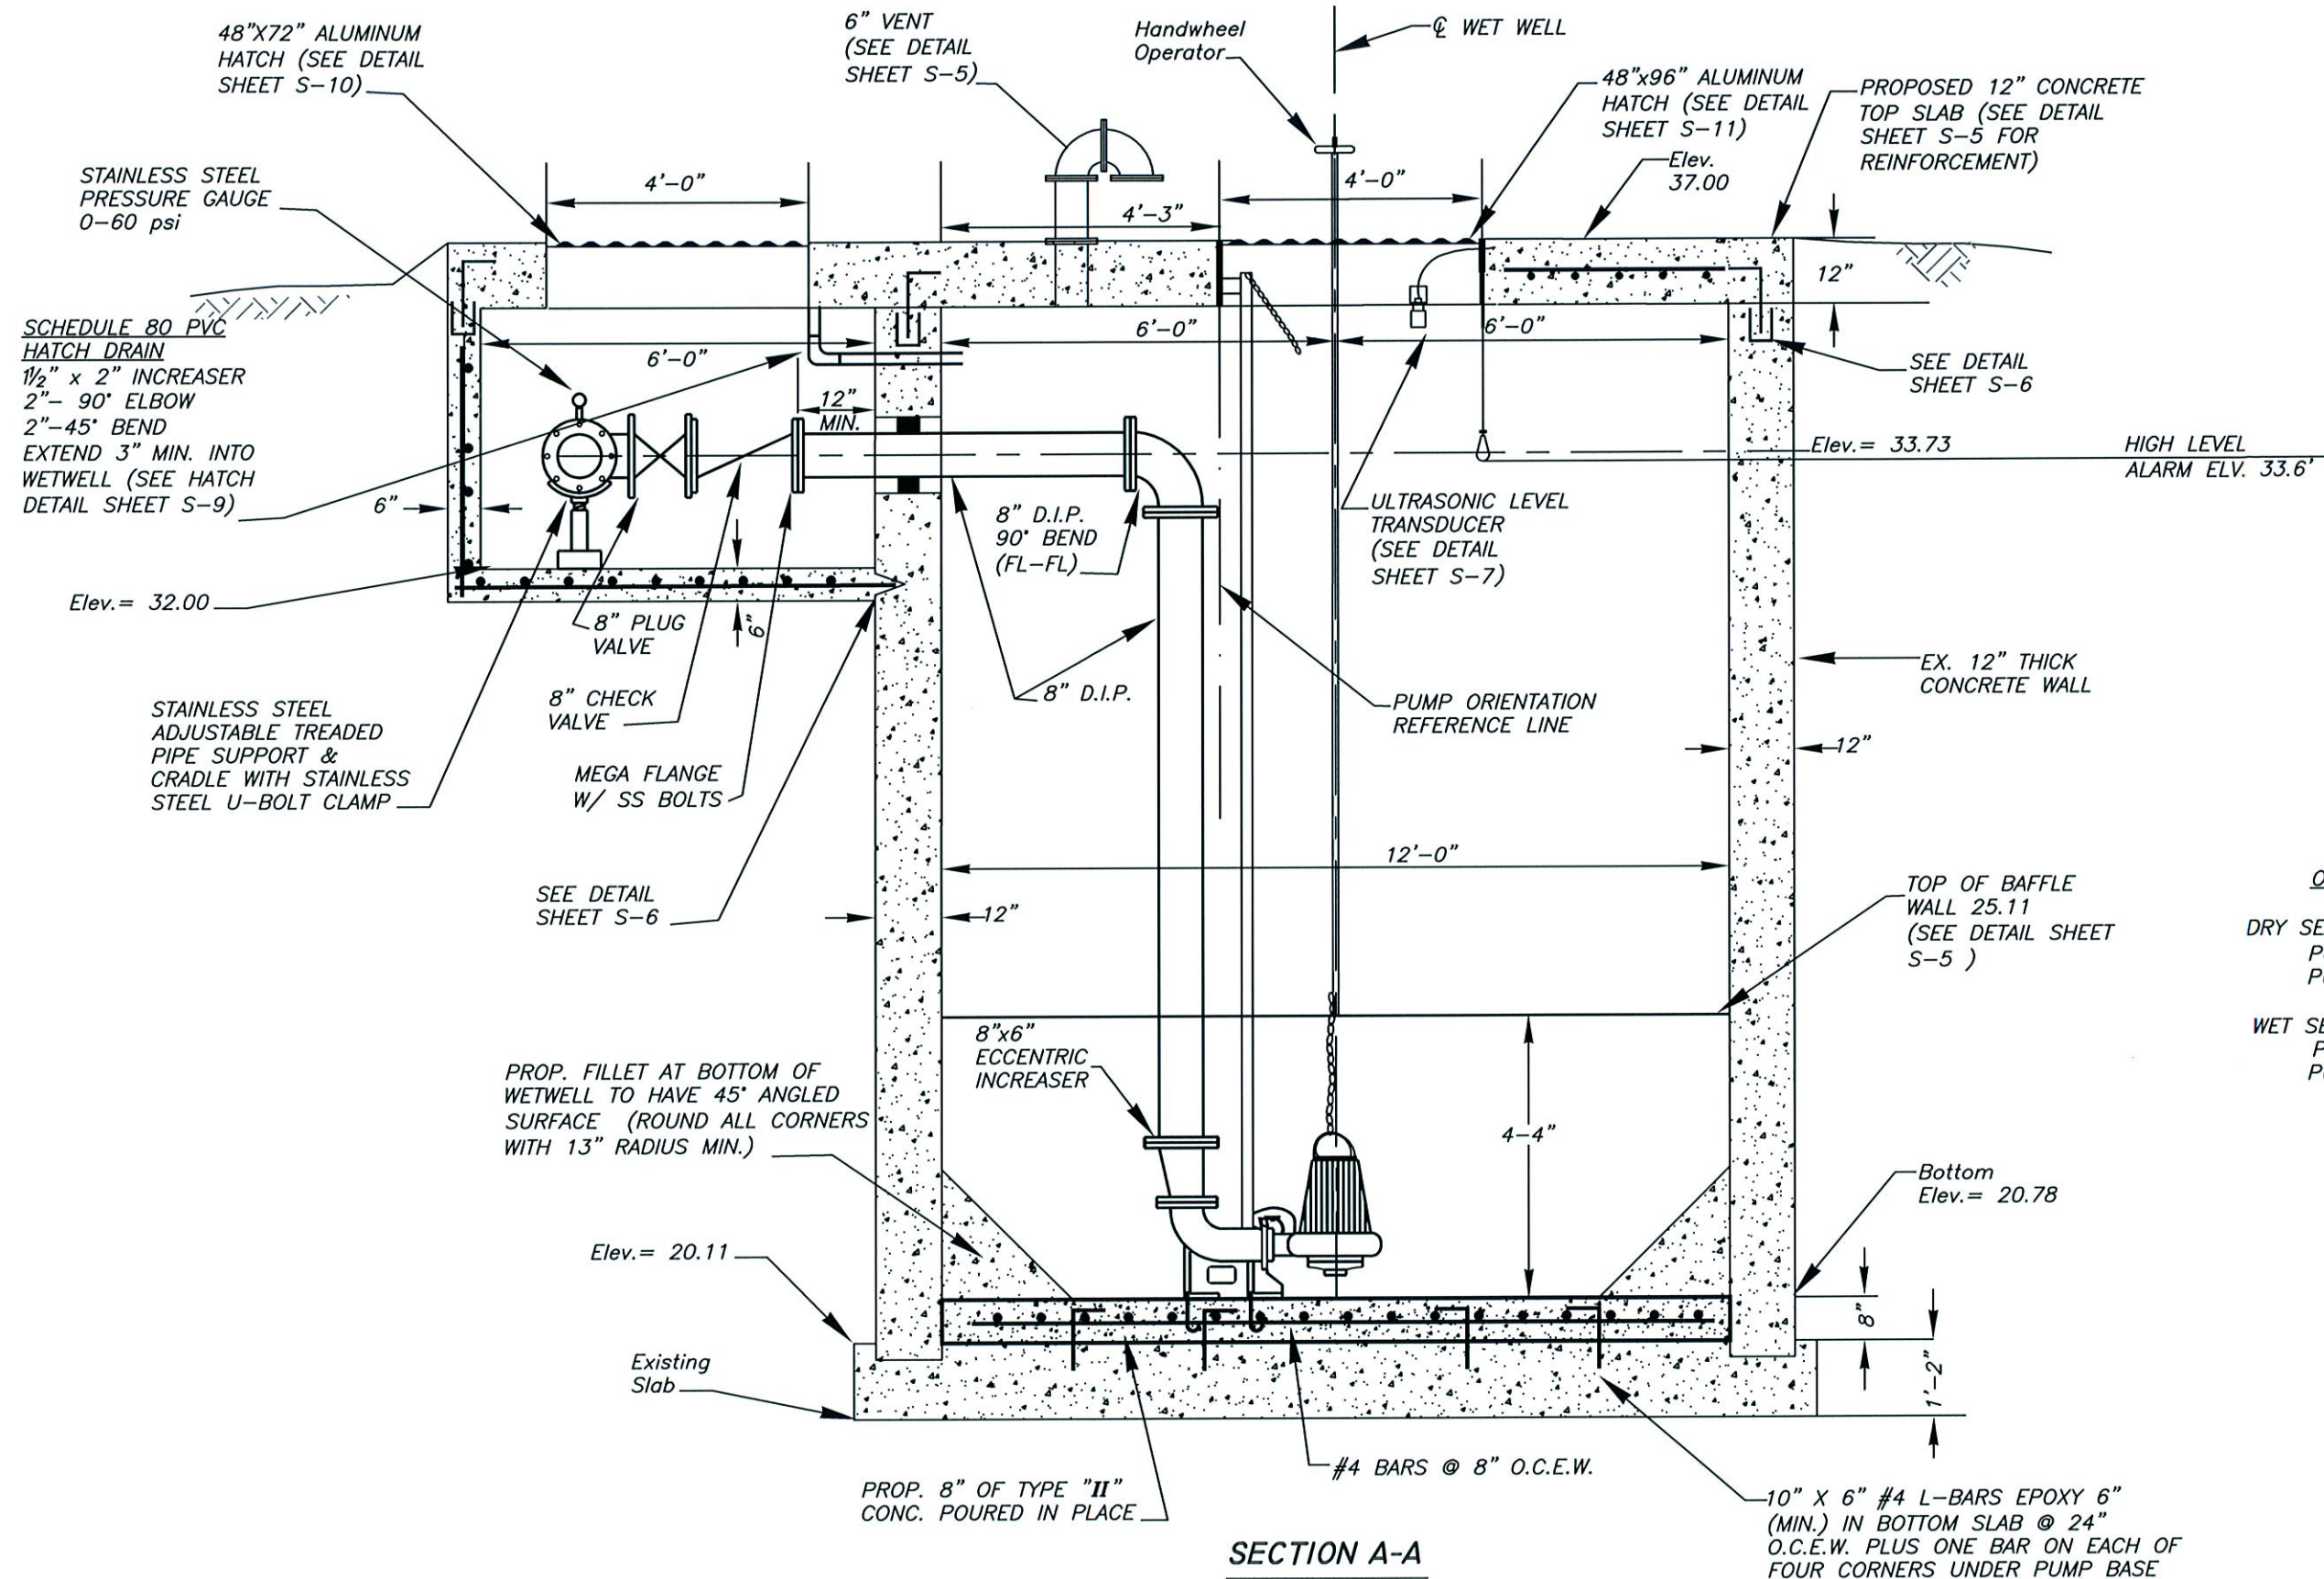 48"X72" ALUMINUM
HATCH (SEE DETAIL
SHEET S-10)
6" VENT
(SEE DETAIL
SHEET S-5)
Handwheel
Operator
℄ WET WELL
48"x96" ALUMINUM
HATCH (SEE DETAIL
SHEET S-11)
PROPOSED 12" CONCRETE
TOP SLAB (SEE DETAIL
SHEET S-5 FOR
REINFORCEMENT)
Elev.
37.00
STAINLESS STEEL
PRESSURE GAUGE
0-60 psi
4'-0"
4'-3"
4'-0"
12"
SCHEDULE 80 PVC
HATCH DRAIN
1½" x 2" INCREASER
2"- 90° ELBOW
2"-45° BEND
EXTEND 3" MIN. INTO
WETWELL (SEE HATCH
DETAIL SHEET S-9)
6'-0"
6'-0"
6'-0"
12"
MIN.
SEE DETAIL
SHEET S-6
Elev.= 33.73
HIGH LEVEL
ALARM ELV. 33.6'
6"
8" D.I.P.
90° BEND
(FL-FL)
ULTRASONIC LEVEL
TRANSDUCER
(SEE DETAIL
SHEET S-7)
Elev.= 32.00
8" PLUG
VALVE
6"
8" CHECK
VALVE
8" D.I.P.
PUMP ORIENTATION
REFERENCE LINE
EX. 12" THICK
CONCRETE WALL
12"
STAINLESS STEEL
ADJUSTABLE TREADED
PIPE SUPPORT &
CRADLE WITH STAINLESS
STEEL U-BOLT CLAMP
MEGA FLANGE
W/ SS BOLTS
12'-0"
SEE DETAIL
SHEET S-6
12"
TOP OF BAFFLE
WALL 25.11
(SEE DETAIL SHEET
S-5 )
O
DRY SE
P
P
WET SE
P
P
8"x6"
ECCENTRIC
INCREASER
PROP. FILLET AT BOTTOM OF
WETWELL TO HAVE 45° ANGLED
SURFACE (ROUND ALL CORNERS
WITH 13" RADIUS MIN.)
4-4"
Bottom
Elev.= 20.78
Elev.= 20.11
8"
Existing
Slab
1'-2"
PROP. 8" OF TYPE "II"
CONC. POURED IN PLACE
#4 BARS @ 8" O.C.E.W.
10" X 6" #4 L-BARS EPOXY 6"
(MIN.) IN BOTTOM SLAB @ 24"
O.C.E.W. PLUS ONE BAR ON EACH OF
FOUR CORNERS UNDER PUMP BASE
SECTION A-A